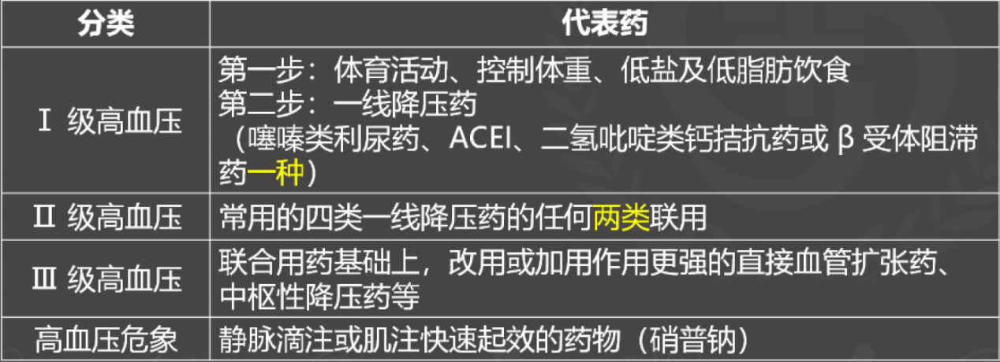 分类
代表药
Ⅰ 级高血压
第一步：体育活动、控制体重、低盐及低脂肪饮食
第二步：一线降压药
（噻嗪类利尿药、ACEI、二氢吡啶类钙拮抗药或 β 受体阻滞
药一种）
Ⅱ 级高血压
常用的四类一线降压药的任何两类联用
Ⅲ 级高血压
联合用药基础上，改用或加用作用更强的直接血管扩张药、
中枢性降压药等
高血压危象
静脉滴注或肌注快速起效的药物（硝普钠）